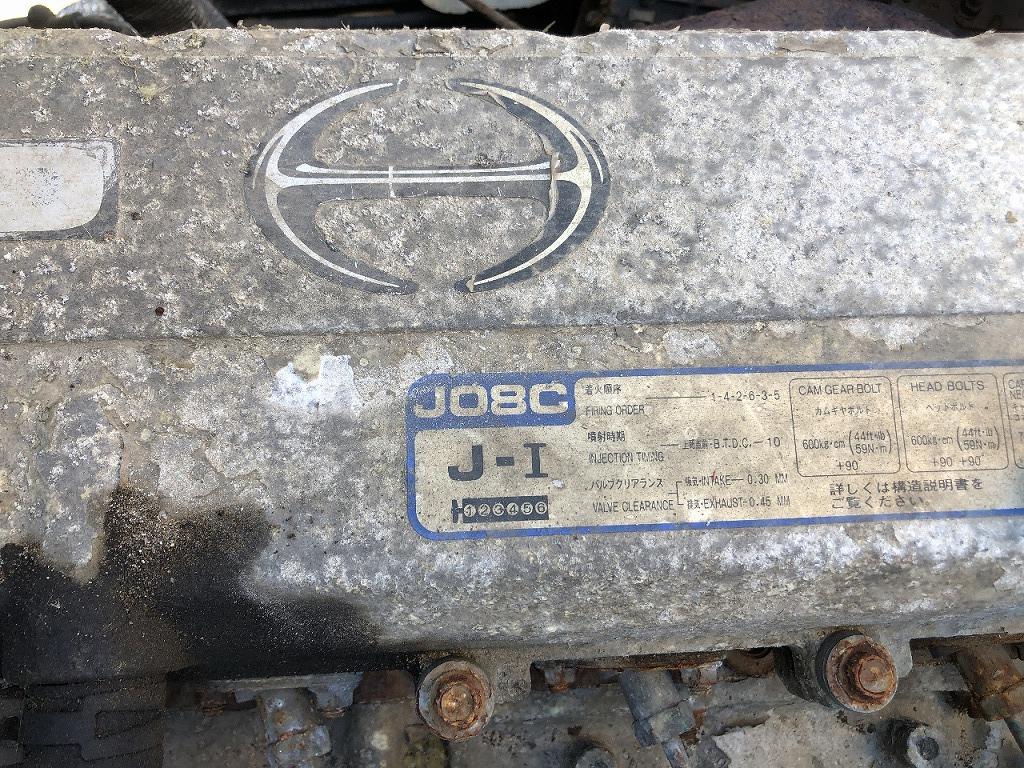 J08C
J-I
①②③④⑤⑥
着火順序
FIRING ORDER
1-4-2-6-3-5
噴射時期
INJECTION TIMING
上死点前·B.T.D.C.-10
バルブクリアランス
VALVE CLEARANCE
吸気·INTAKE-0.30 MM
排気·EXHAUST-0.45 MM
CAM GEAR BOLT
カムギヤボルト
600kg·cm (44ft·lb 59N·m)
+90°
HEAD BOLTS
ヘッドボルト
600kg·cm (44ft·lb 59N·m)
+90°+90°
詳しくは構造説明書を
ご覧ください